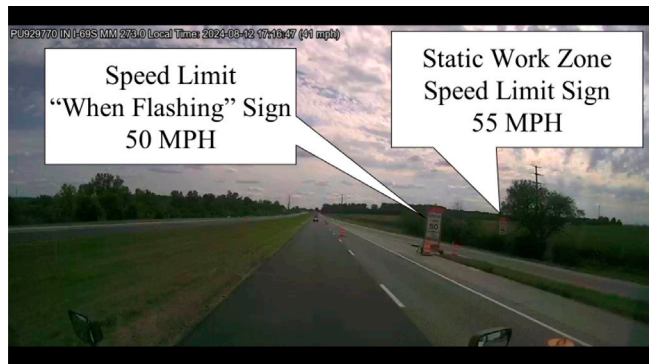 PU929770 IN I-69S MM 273.0 Local Time: 2024-08-12 17:16:47 (41 mph)
Speed Limit
“When Flashing” Sign
50 MPH
Static Work Zone
Speed Limit Sign
55 MPH
50